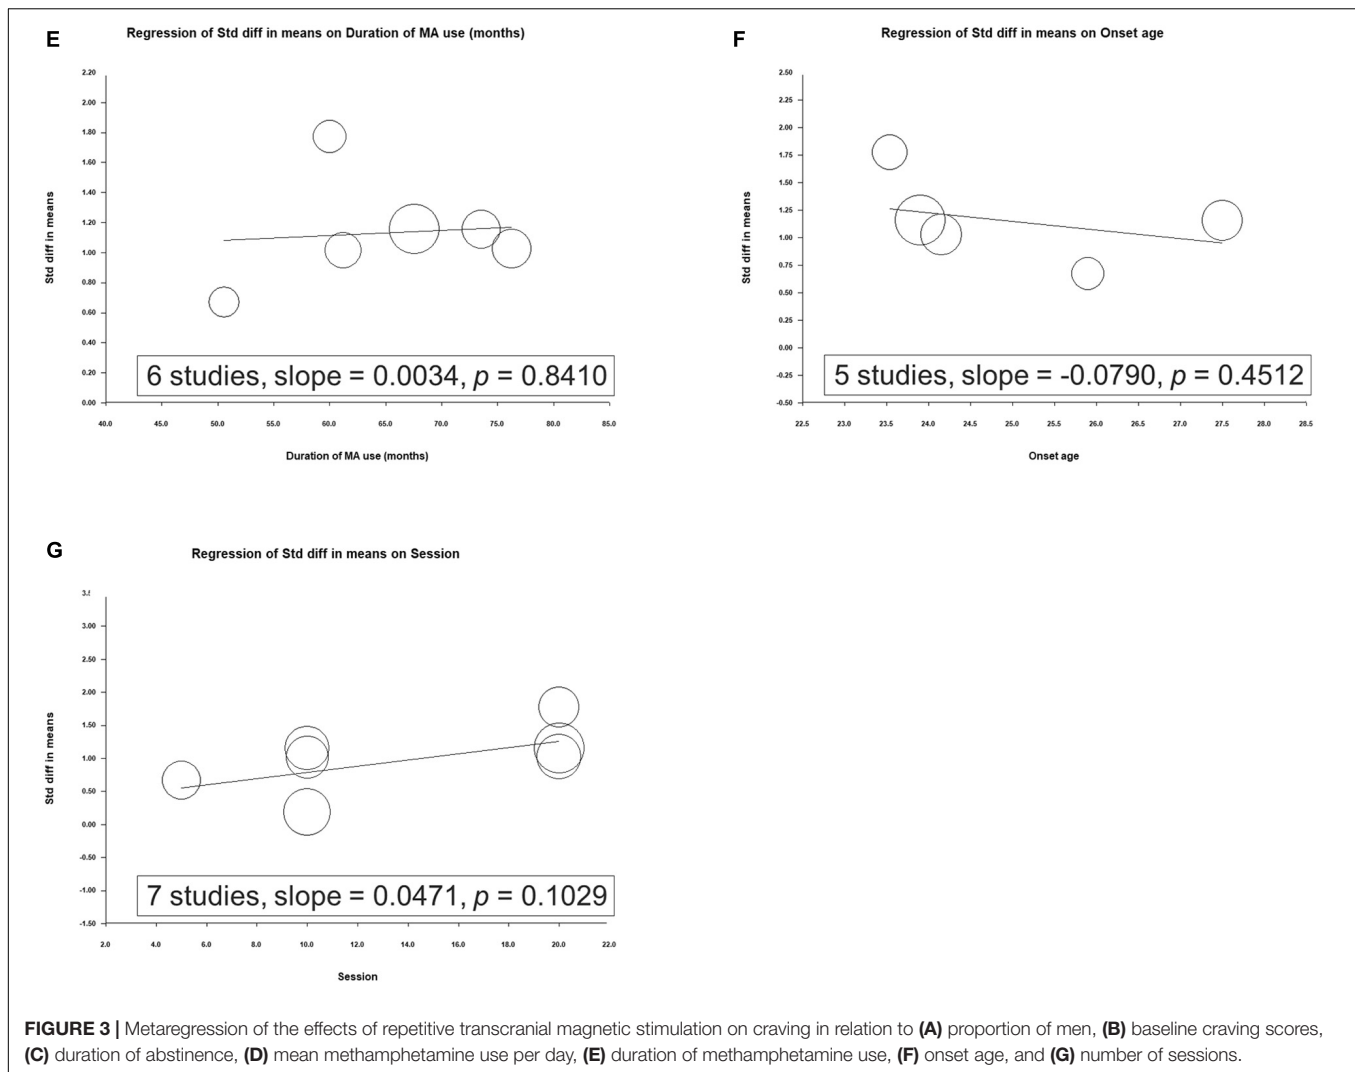 E
Regression of Std diff in means on Duration of MA use (months)
2.20
2.00
1.80
1.60
1.40
1.20
1.00
0.80
0.60
0.40
0.20
0.00
Std diff in means
6 studies, slope = 0.0034, p = 0.8410
40.0 45.0 50.0 55.0 60.0 65.0 70.0 75.0 80.0 85.0
Duration of MA use (months)
F
Regression of Std diff in means on Onset age
2.50
2.25
2.00
1.75
1.50
1.25
1.00
0.75
0.50
0.25
0.00
-0.25
-0.50
Std diff in means
5 studies, slope = -0.0790, p = 0.4512
22.5 23.0 23.5 24.0 24.5 25.0 25.5 26.0 26.5 27.0 27.5 28.0 28.5
Onset age
G
Regression of Std diff in means on Session
3.00
2.50
2.00
1.50
1.00
0.50
0.00
-0.50
-1.00
-1.50
Std diff in means
7 studies, slope = 0.0471, p = 0.1029
2.0 4.0 6.0 8.0 10.0 12.0 14.0 16.0 18.0 20.0 22.0
Session
FIGURE 3 | Metaregression of the effects of repetitive transcranial magnetic stimulation on craving in relation to (A) proportion of men, (B) baseline craving scores,
(C) duration of abstinence, (D) mean methamphetamine use per day, (E) duration of methamphetamine use, (F) onset age, and (G) number of sessions.